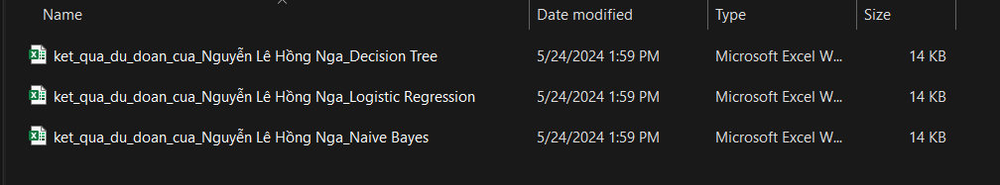 Name Date modified Type Size
ket_qua_du_doan_cua_Nguyễn Lê Hồng Nga_Decision Tree 5/24/2024 1:59 PM Microsoft Excel W... 14 KB
ket_qua_du_doan_cua_Nguyễn Lê Hồng Nga_Logistic Regression 5/24/2024 1:59 PM Microsoft Excel W... 14 KB
ket_qua_du_doan_cua_Nguyễn Lê Hồng Nga_Naive Bayes 5/24/2024 1:59 PM Microsoft Excel W... 14 KB